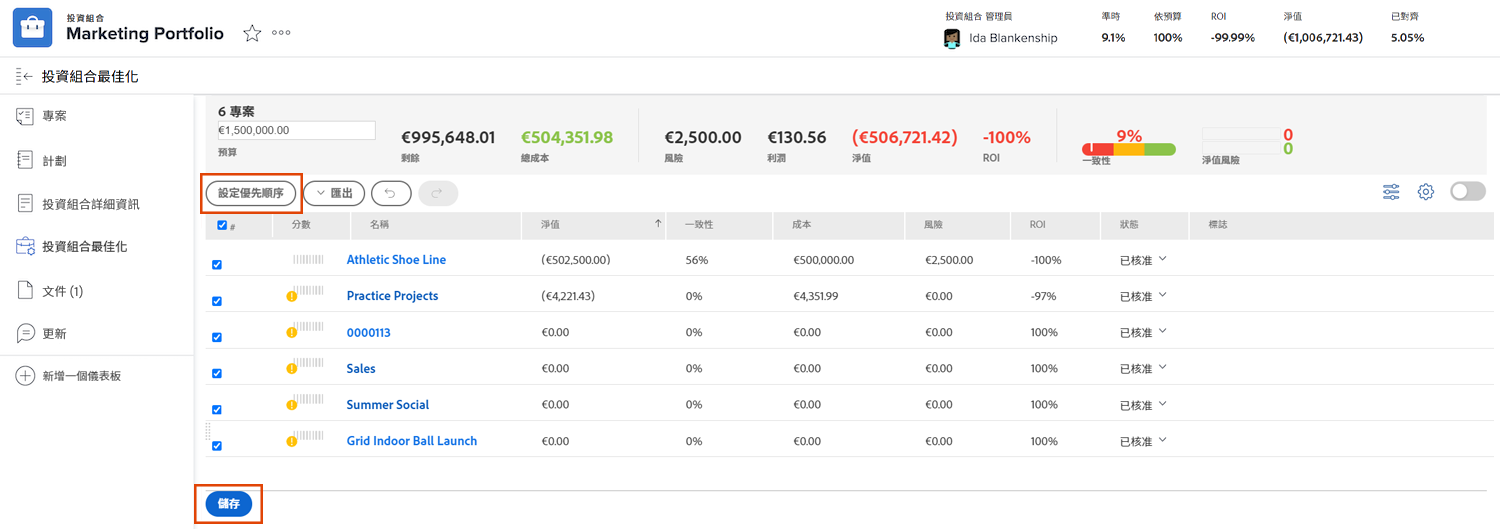 投資組合
Marketing Portfolio
投資組合 管理員
Ida Blankenship
準時
9.1%
依預算
100%
ROI
-99.99%
淨值
(€1,006,721.43)
已對齊
5.05%
投資組合最佳化
專案
計劃
投資組合詳細資訊
投資組合最佳化
文件 (1)
更新
新增一個儀表板
6 專案
€1,500,000.00
預算
€995,648.01
剩餘
€504,351.98
總成本
€2,500.00
風險
€130.56
利潤
(€506,721.42)
淨值
-100%
ROI
9%
一致性
0
0
淨值風險
設定優先順序 匯出
# 分數 名稱 淨值 一致性 成本 風險 ROI 狀態 標誌
Athletic Shoe Line (€502,500.00) 56% €500,000.00 €2,500.00 -100% 已核准
Practice Projects (€4,221.43) 0% €4,351.99 €0.00 -97% 已核准
0000113 €0.00 0% €0.00 €0.00 100% 已核准
Sales €0.00 0% €0.00 €0.00 100% 已核准
Summer Social €0.00 0% €0.00 €0.00 100% 已核准
Grid Indoor Ball Launch €0.00 0% €0.00 €0.00 100% 已核准
儲存